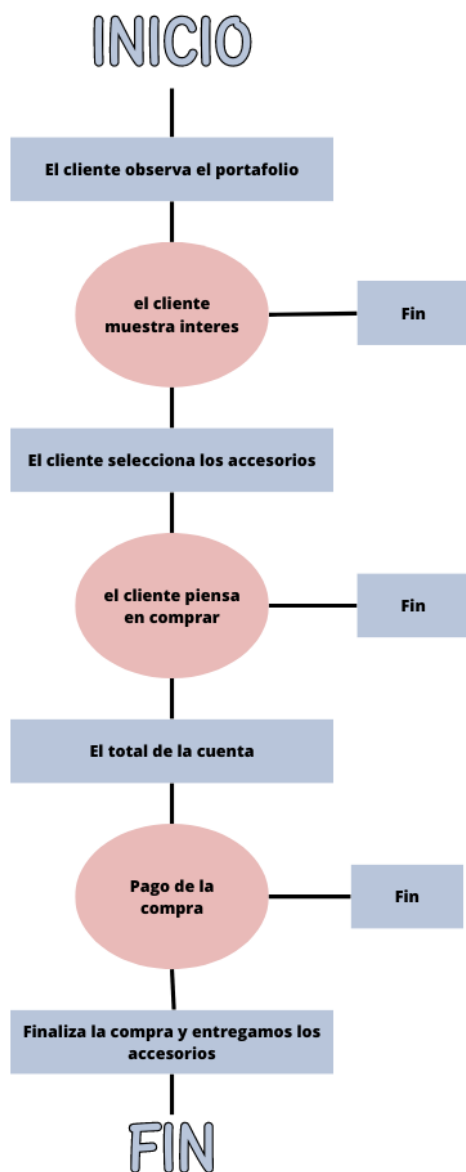 INICIO
El cliente observa el portafolio
el cliente
muestra interes
Fin
El cliente selecciona los accesorios
el cliente piensa
en comprar
Fin
El total de la cuenta
Pago de la
compra
Fin
Finaliza la compra y entregamos los
accesorios
FIN